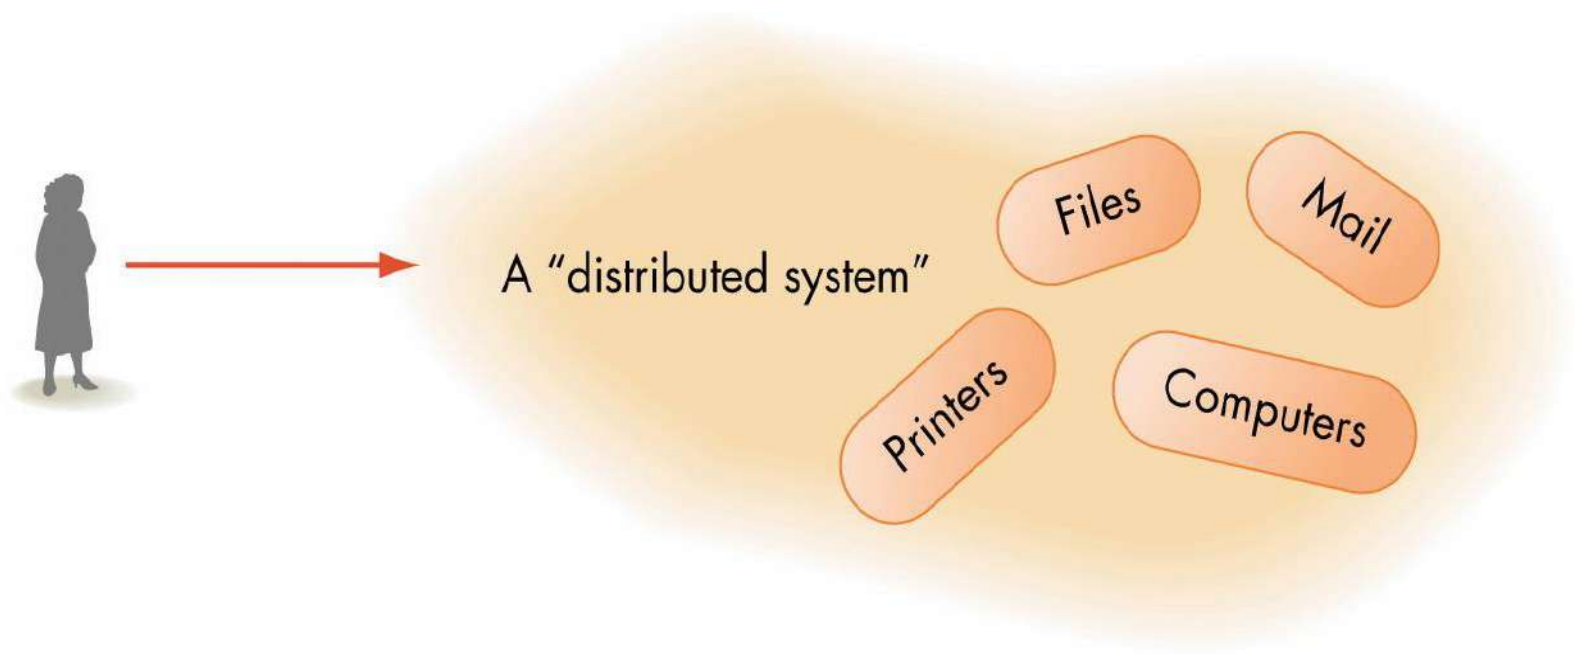 Files
Mail
A “distributed system”
Printers
Computers